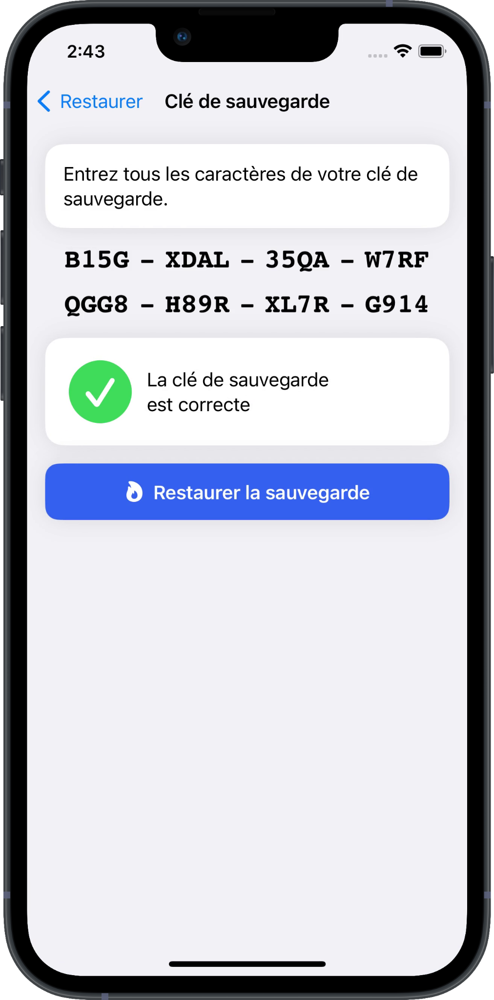 2:43
Restaurer Clé de sauvegarde
Entrez tous les caractères de votre clé de
sauvegarde.
B15G - XDAL - 35QA - W7RF
QGG8 - H89R - XL7R - G914
La clé de sauvegarde
est correcte
Restaurer la sauvegarde